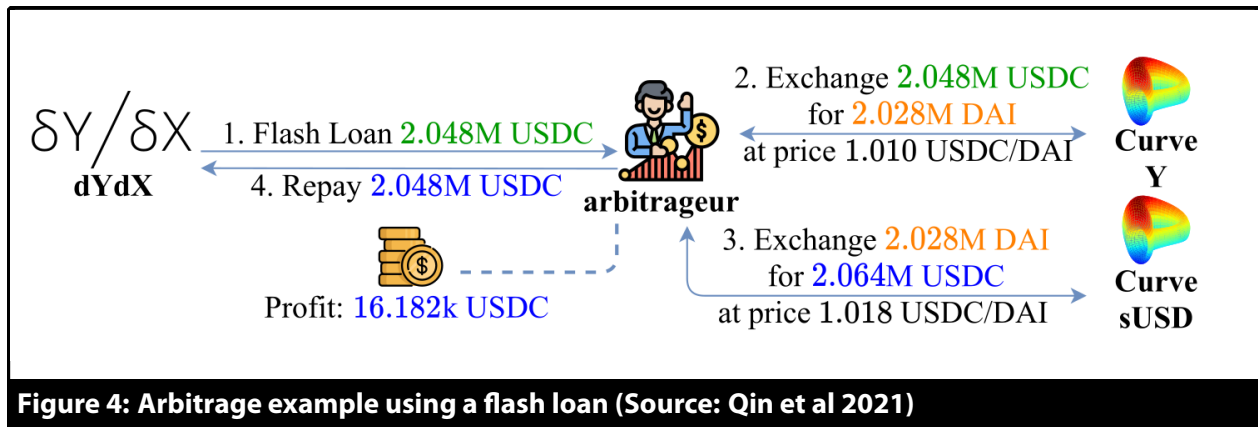 δY/δX
dYdX
1. Flash Loan 2.048M USDC
4. Repay 2.048M USDC
arbitrageur
Profit: 16.182k USDC
2. Exchange 2.048M USDC
for 2.028M DAI
at price 1.010 USDC/DAI
Curve
Y
3. Exchange 2.028M DAI
for 2.064M USDC
at price 1.018 USDC/DAI
Curve
sUSD
Figure 4: Arbitrage example using a flash loan (Source: Qin et al 2021)